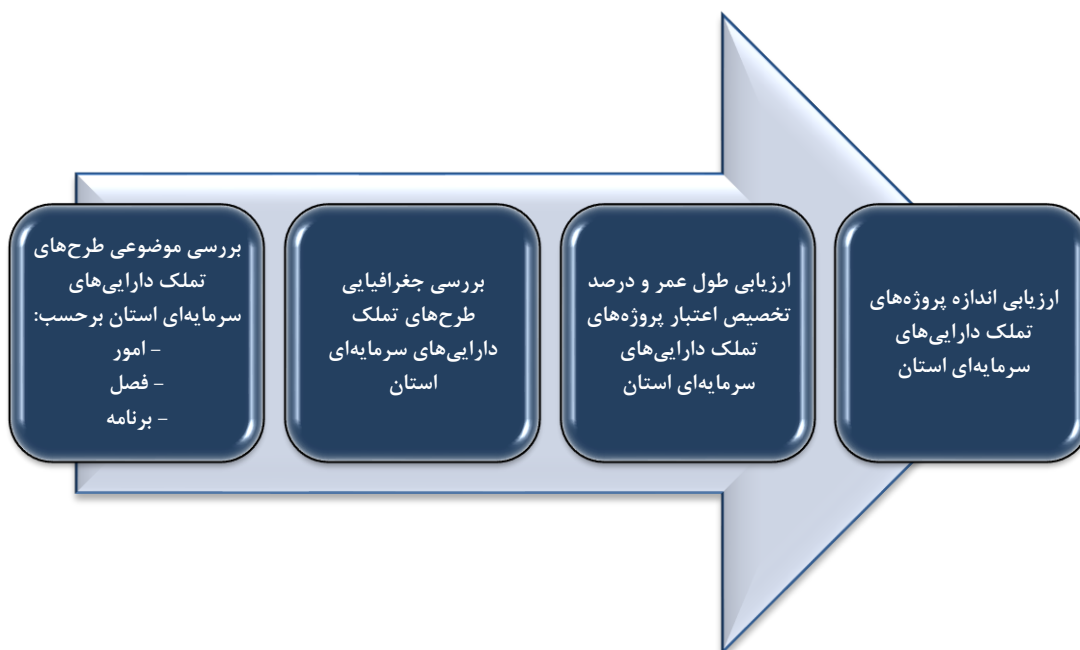 بررسی موضوعی طرح‌های
تملک دارایی‌های
سرمایه‌ای استان برحسب:
- امور
- فصل
- برنامه
بررسی جغرافیایی
طرح‌های تملک
دارایی‌های سرمایه‌ای
استان
ارزیابی طول عمر و درصد
تخصیص اعتبار پروژه‌های
تملک دارایی‌های
سرمایه‌ای استان
ارزیابی اندازه پروژه‌های
تملک دارایی‌های
سرمایه‌ای استان